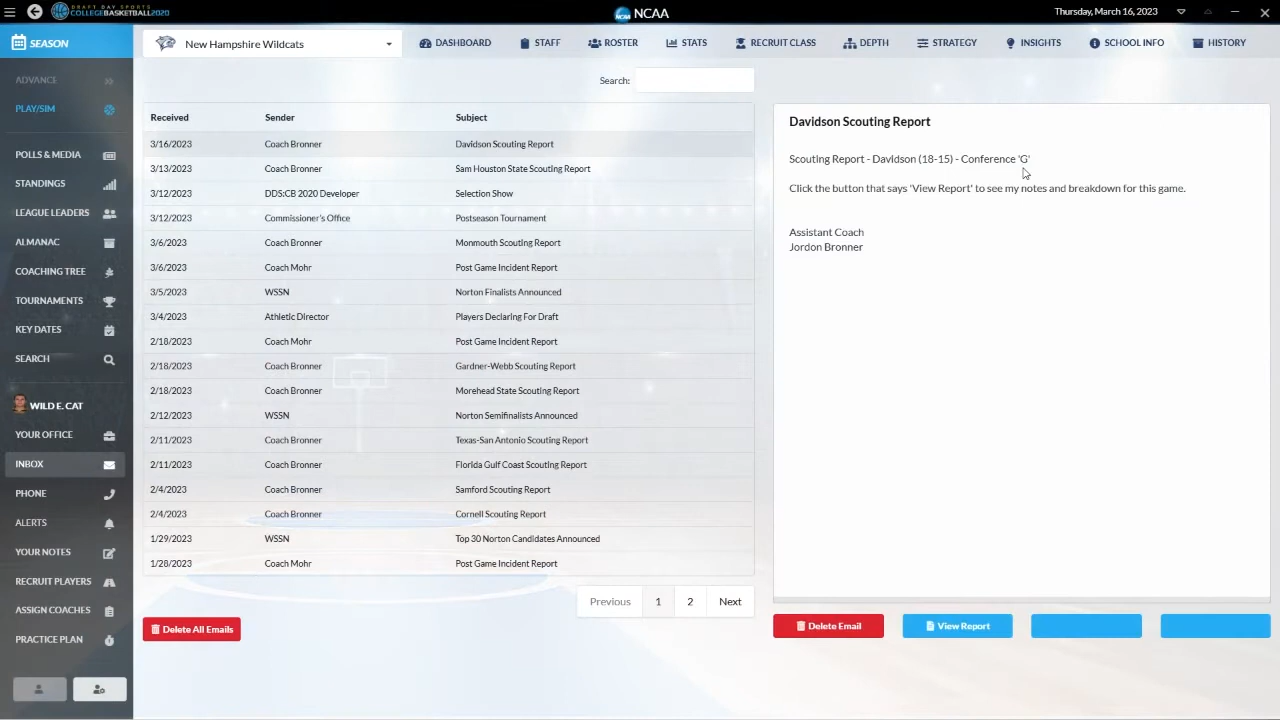 DRAFT DAY SPORTS
COLLEGE BASKETBALL 2020
NCAA
Thursday, March 16, 2023
SEASON
New Hampshire Wildcats
DASHBOARD
STAFF
ROSTER
STATS
RECRUIT CLASS
DEPTH
STRATEGY
INSIGHTS
SCHOOL INFO
HISTORY
ADVANCE
PLAY/SIM
POLLS & MEDIA
STANDINGS
LEAGUE LEADERS
ALMANAC
COACHING TREE
TOURNAMENTS
KEY DATES
SEARCH
WILD E. CAT
YOUR OFFICE
INBOX
PHONE
ALERTS
YOUR NOTES
RECRUIT PLAYERS
ASSIGN COACHES
PRACTICE PLAN
Search:
Received Sender Subject
3/16/2023 Coach Bronner Davidson Scouting Report
3/13/2023 Coach Bronner Sam Houston State Scouting Report
3/12/2023 DDS:CB 2020 Developer Selection Show
3/12/2023 Commissioner's Office Postseason Tournament
3/6/2023 Coach Bronner Monmouth Scouting Report
3/6/2023 Coach Mohr Post Game Incident Report
3/5/2023 WSSN Norton Finalists Announced
3/4/2023 Athletic Director Players Declaring For Draft
2/18/2023 Coach Mohr Post Game Incident Report
2/18/2023 Coach Bronner Gardner-Webb Scouting Report
2/18/2023 Coach Bronner Morehead State Scouting Report
2/12/2023 WSSN Norton Semifinalists Announced
2/11/2023 Coach Bronner Texas-San Antonio Scouting Report
2/11/2023 Coach Bronner Florida Gulf Coast Scouting Report
2/4/2023 Coach Bronner Samford Scouting Report
2/4/2023 Coach Bronner Cornell Scouting Report
1/29/2023 WSSN Top 30 Norton Candidates Announced
1/28/2023 Coach Mohr Post Game Incident Report
Previous 1 2 Next
Delete All Emails
Davidson Scouting Report
Scouting Report - Davidson (18-15) - Conference 'G'
Click the button that says 'View Report' to see my notes and breakdown for this game.
Assistant Coach
Jordon Bronner
Delete Email
View Report